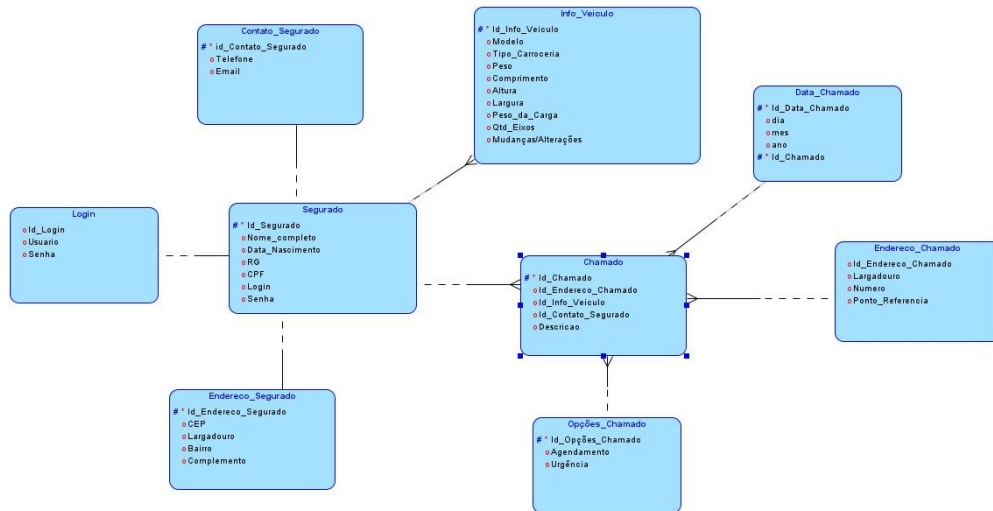 Contato_Segurado
# * id_Contato_Segurado
o Telefone
o Email
Info_Veiculo
# * Id_Info_Veiculo
o Modelo
o Tipo_Carroceria
o Peso
o Comprimento
o Altura
o Largura
o Peso_da_Carga
o Qtd_Eixos
o Mudanças/Alterações
Data_Chamado
# * Id_Data_Chamado
o dia
o mes
o ano
# * Id_Chamado
Login
o Id_Login
o Usuario
o Senha
Segurado
# * Id_Segurado
o Nome_completo
o Data_Nascimento
o RG
o CPF
o Login
o Senha
Chamado
# * Id_Chamado
o Id_Endereco_Chamado
o Id_Info_Veiculo
o Id_Contato_Segurado
o Descricao
Endereco_Chamado
o Id_Endereco_Chamado
o Largadouro
o Numero
o Ponto_Referencia
Endereco_Segurado
# * Id_Endereco_Segurado
o CEP
o Largadouro
o Bairro
o Complemento
Opções_Chamado
# * Id_Opções_Chamado
o Agendamento
o Urgência